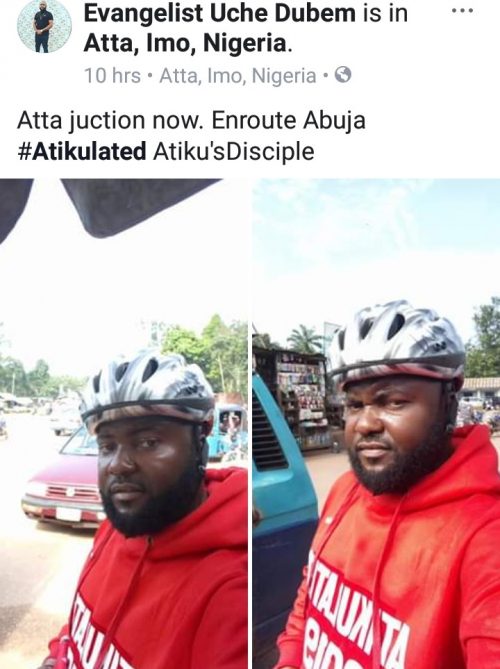 Evangelist Uche Dubem is in
Atta, Imo, Nigeria.
10 hrs • Atta, Imo, Nigeria •
Atta juction now. Enroute Abuja
#Atikulated Atiku'sDisciple